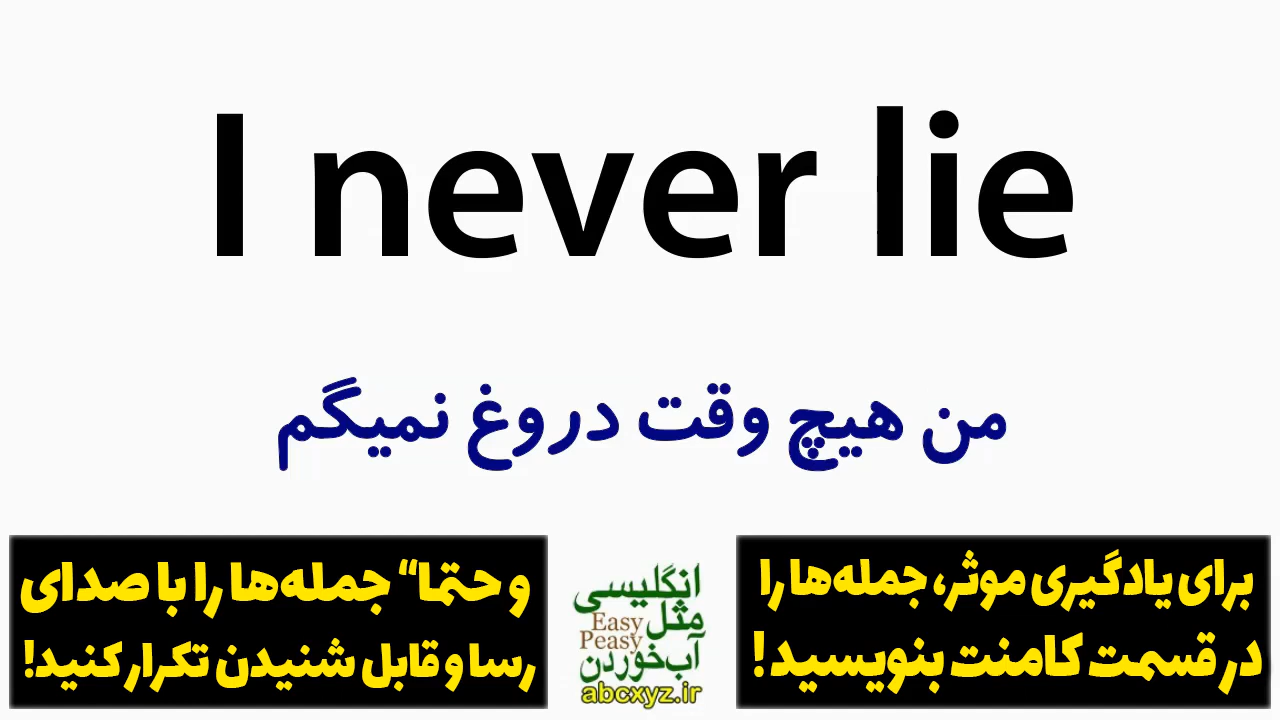 I never lie
من هیچ وقت دروغ نمیگم
برای یادگیری موثر، جمله‌ها را
در قسمت کامنت بنویسید!
انگلیسی
مثل
Easy
Peasy
آب‌خوردن
abcxyz.ir
و حتما“ جمله‌ها را با صدای
رسا و قابل شنیدن تکرار کنید!